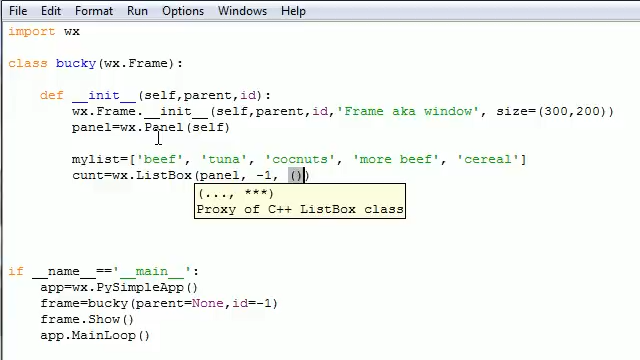 File Edit Format Run Options Windows Help
import wx
class bucky(wx.Frame):
def __init__(self,parent,id):
wx.Frame.__init__(self,parent,id,'Frame aka window', size=(300,200))
panel=wx.Panel(self)
mylist=['beef', 'tuna', 'cocnuts', 'more beef', 'cereal']
cunt=wx.ListBox(panel, -1, ())
(..., ***)
Proxy of C++ ListBox class
if __name__=='__main__':
app=wx.PySimpleApp()
frame=bucky(parent=None,id=-1)
frame.Show()
app.MainLoop()